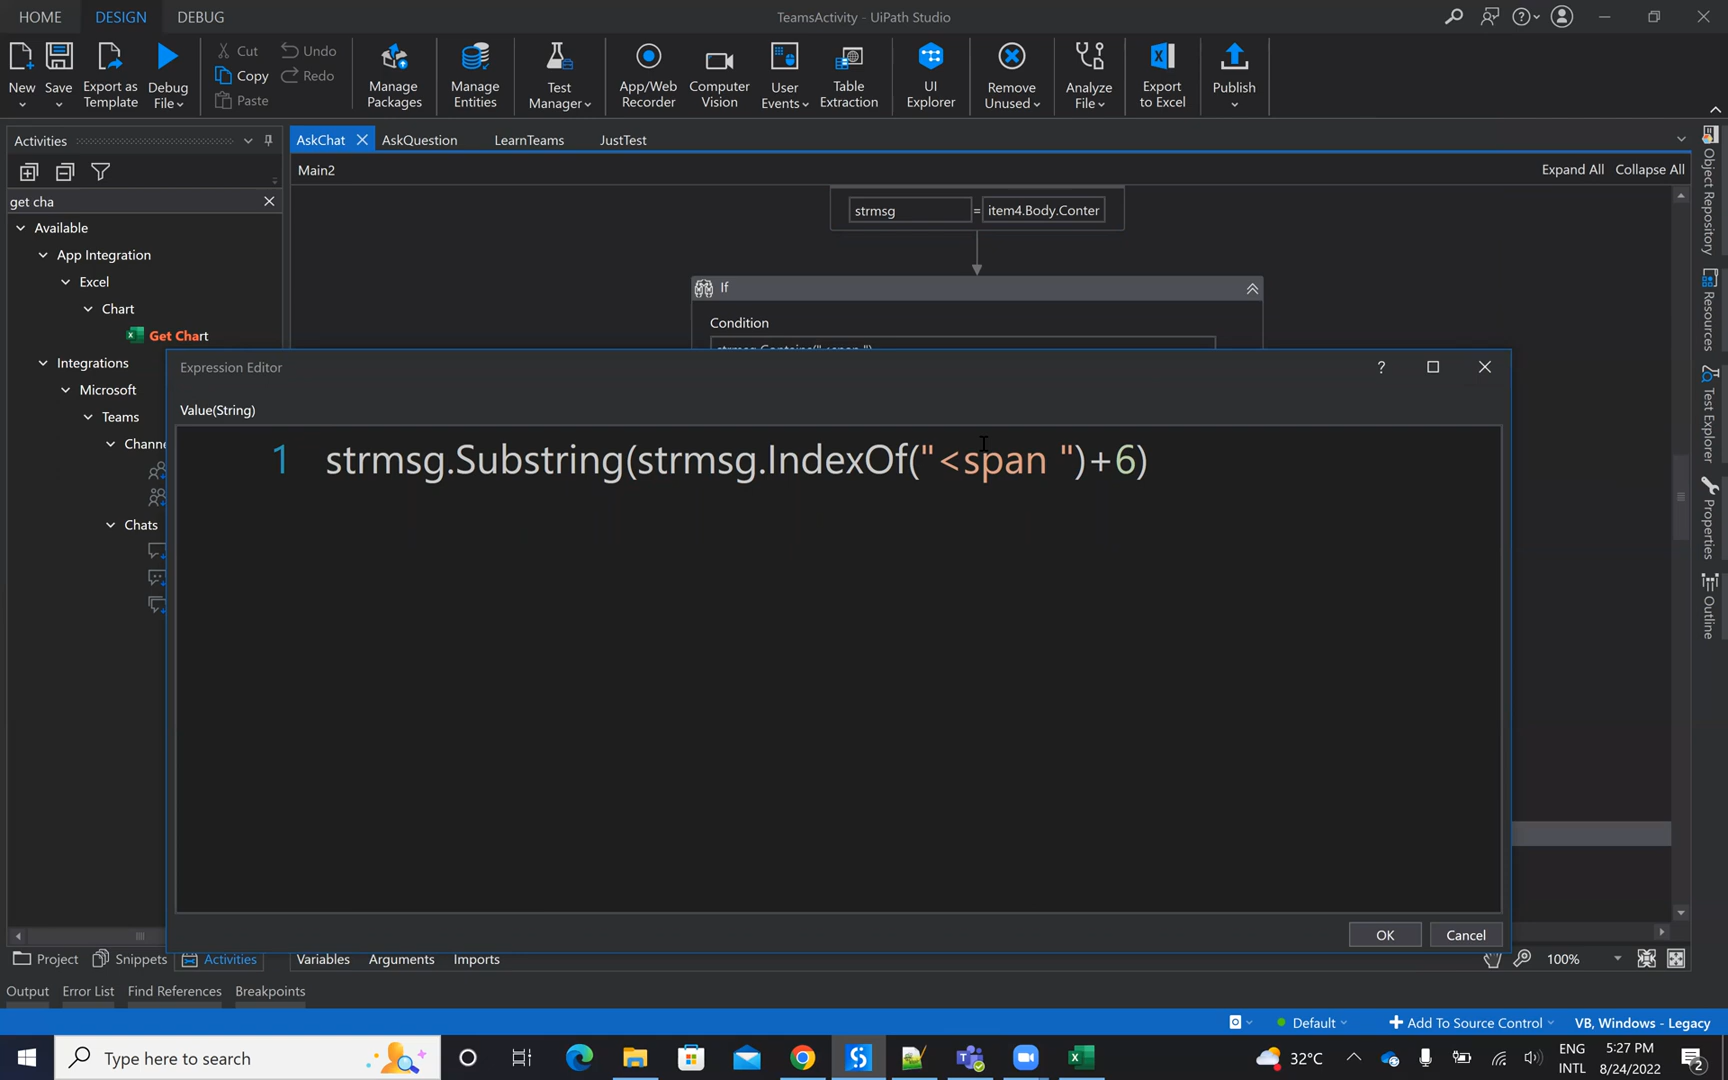 HOME DESIGN DEBUG TeamsActivity - UiPath Studio
New Save Export as Template Debug File Cut Copy Paste Undo Redo Manage Packages Manage Entities Test Manager App/Web Recorder Computer Vision User Events Table Extraction UI Explorer Remove Unused Analyze File Export to Excel Publish
Activities
AskChat AskQuestion LearnTeams JustTest
Main2 Expand All Collapse All
get cha
Available
App Integration
Excel
Chart
Get Chart
Integrations
Microsoft
Teams
Channe
Chats
strmsg = item4.Body.Conter
If
Condition
strmsg.Contains("<span ")
Expression Editor ?
Value(String)
1 strmsg.Substring(strmsg.IndexOf("<span ")+6)
OK Cancel
Object Repository
Resources
Test Explorer
Properties
Outline
Project Snippets Activities Variables Arguments Imports 100%
Output Error List Find References Breakpoints
Default Add To Source Control VB, Windows - Legacy
Type here to search 32°C ENG INTL 5:27 PM 8/24/2022 2